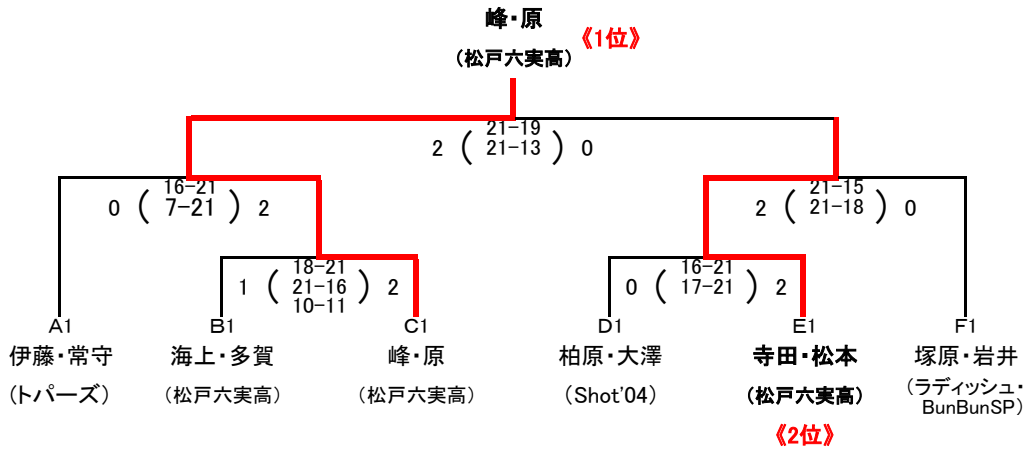 峰・原
《1位》
(松戸六実高)
21-19
2 ( 21-13 ) 0
16-21
0 ( 7-21 ) 2
21-15
2 ( 21-18 ) 0
18-21
1 ( 21-16 ) 2
10-11
16-21
0 ( 17-21 ) 2
A1 B1 C1 D1 E1 F1
伊藤・常守 海上・多賀 峰・原 柏原・大澤 寺田・松本 塚原・岩井
(トパーズ) (松戸六実高) (松戸六実高) (Shot'04) (松戸六実高) (ラディッシュ・
BunBunSP)
《2位》